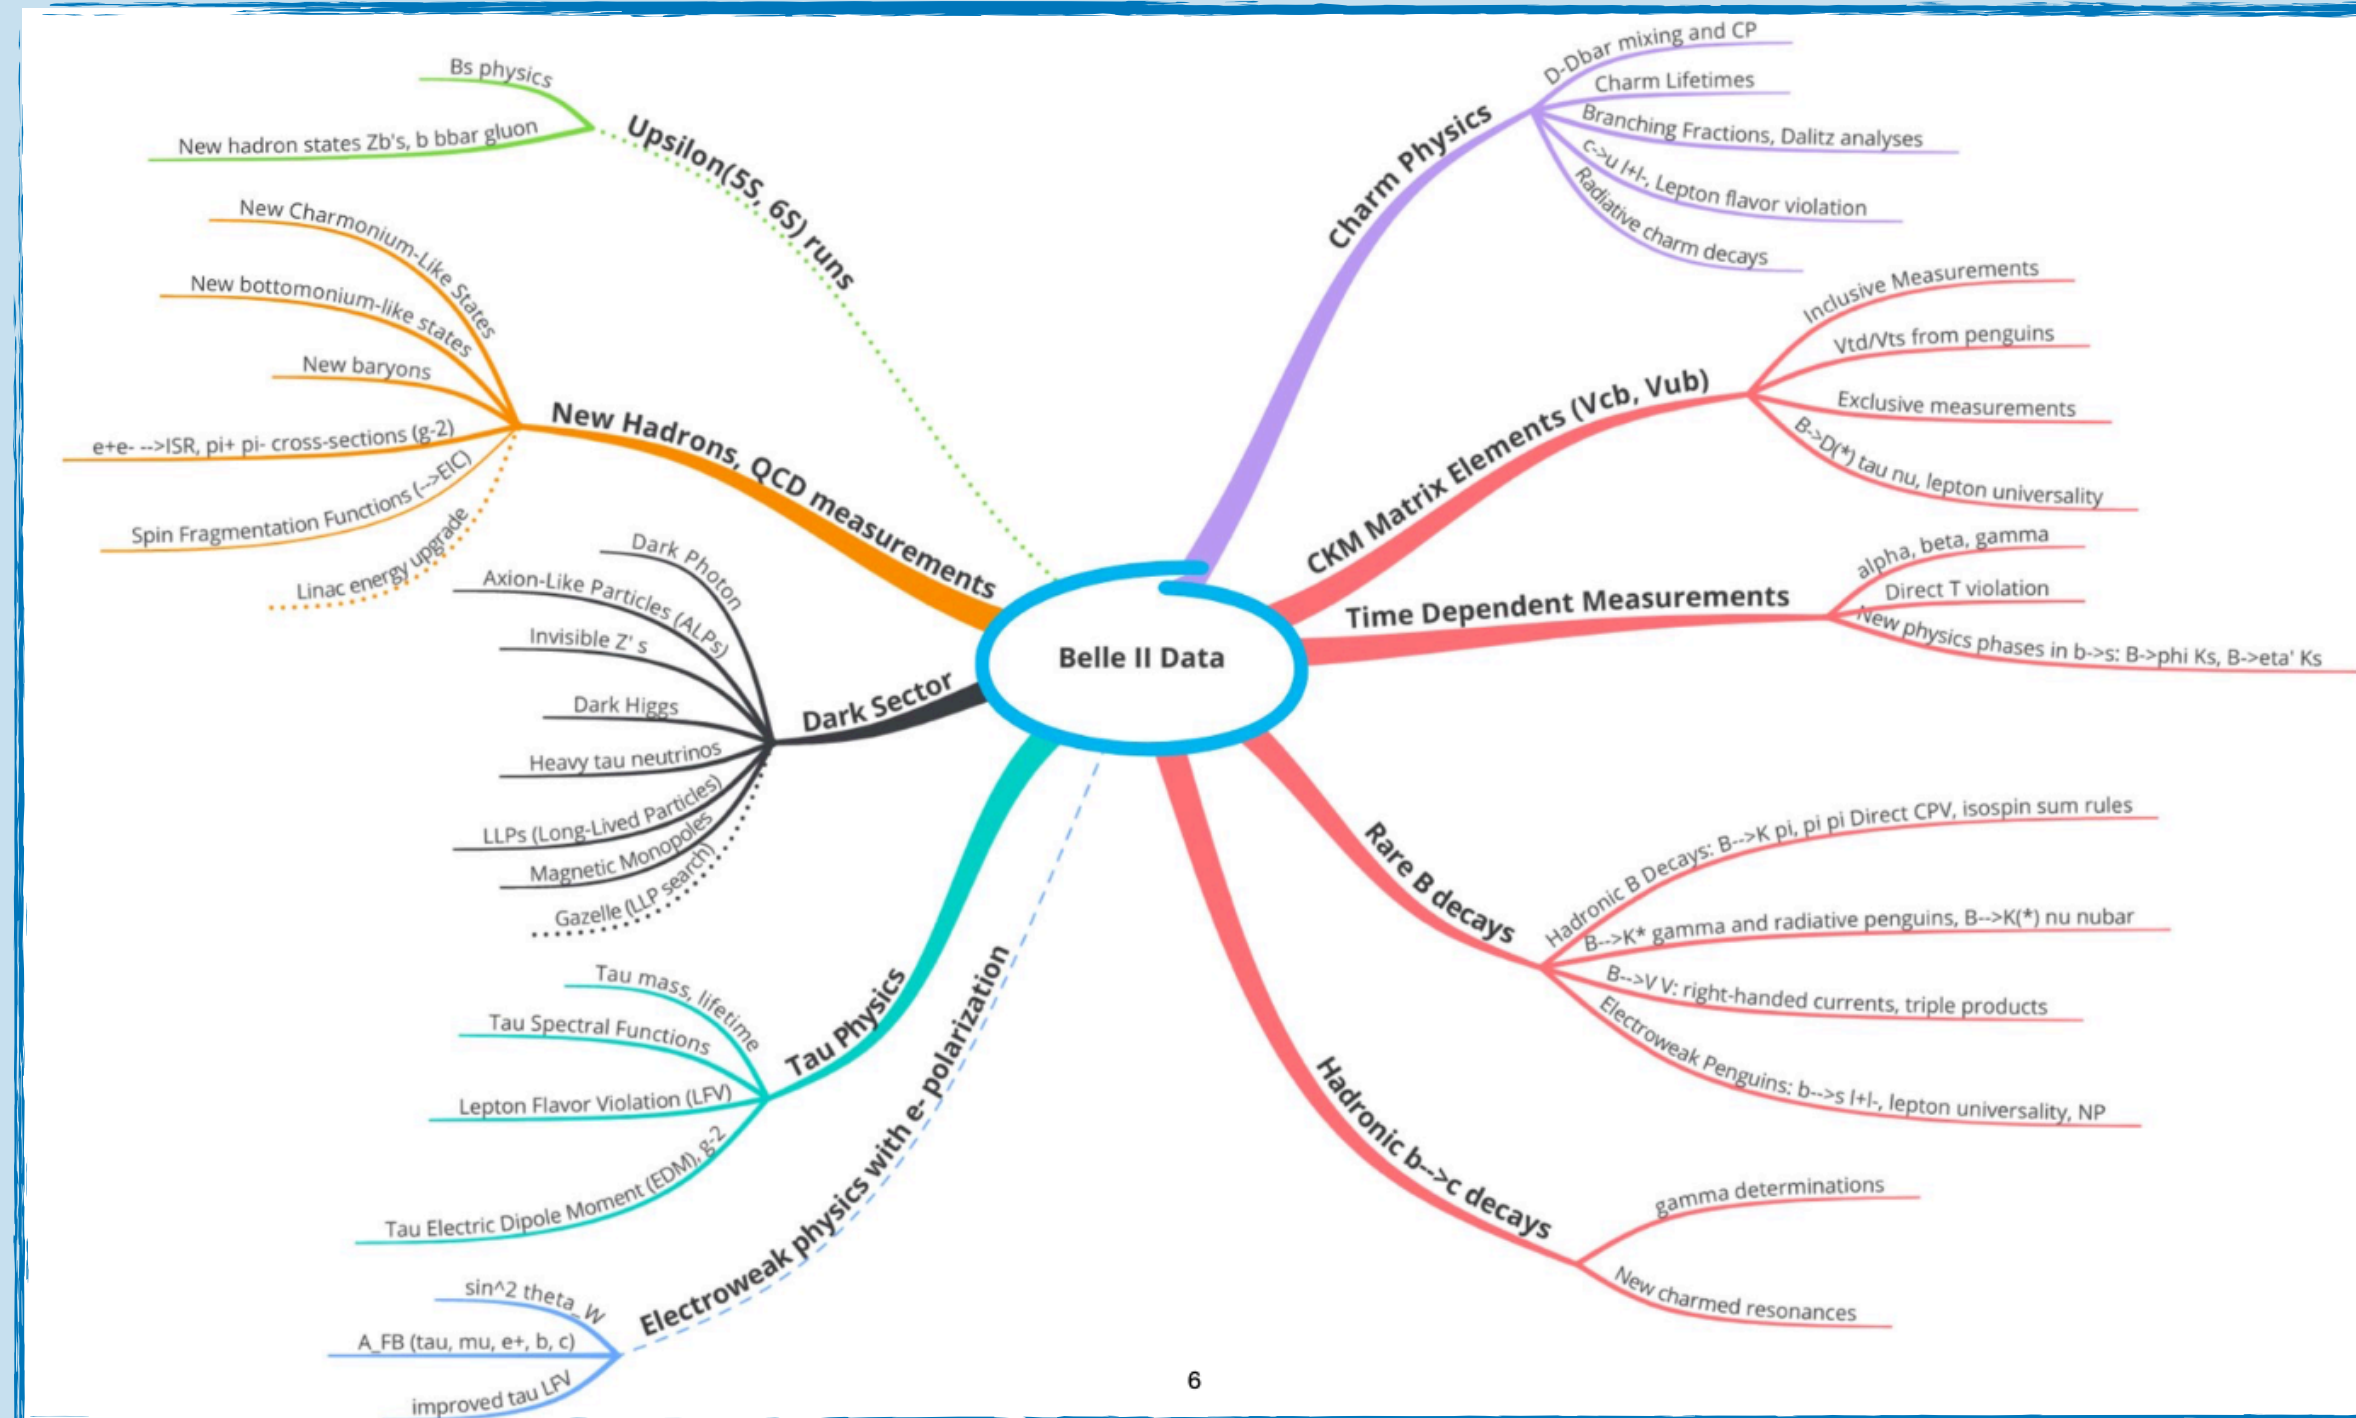 Bs physics
New hadron states Zb's, b bbar gluon
Upsilon(5S, 6S) runs
New Charmonium-Like States
New bottomonium-like states
New baryons
e+e- -->ISR, pi+ pi- cross-sections (g-2)
Spin Fragmentation Functions (-->EIC)
Linac energy upgrade
New Hadrons, QCD measurements
Dark Photon
Axion-Like Particles (ALPs)
Invisible Z' s
Dark Higgs
Heavy tau neutrinos
LLPs (Long-Lived Particles)
Magnetic Monopoles
Gazelle (LLP search)
Dark Sector
Tau mass, lifetime
Tau Spectral Functions
Lepton Flavor Violation (LFV)
Tau Electric Dipole Moment (EDM), g-2
Tau Physics
sin^2 theta_W
A_FB (tau, mu, e+, b, c)
improved tau LFV
Electroweak physics with e- polarization
Belle II Data
Charm Physics
D-Dbar mixing and CP
Charm Lifetimes
Branching Fractions, Dalitz analyses
c->u l+l-, Lepton flavor violation
Radiative charm decays
CKM Matrix Elements (Vcb, Vub)
Inclusive Measurements
Vtd/Vts from penguins
Exclusive measurements
B->D(*) tau nu, lepton universality
Time Dependent Measurements
alpha, beta, gamma
Direct T violation
New physics phases in b->s: B->phi Ks, B->eta' Ks
Rare B decays
Hadronic B Decays: B-->K pi, pi pi Direct CPV, isospin sum rules
B-->K* gamma and radiative penguins, B-->K(*) nu nubar
B-->V V: right-handed currents, triple products
Electroweak Penguins: b-->s l+l-, lepton universality, NP
Hadronic b-->c decays
gamma determinations
New charmed resonances
6